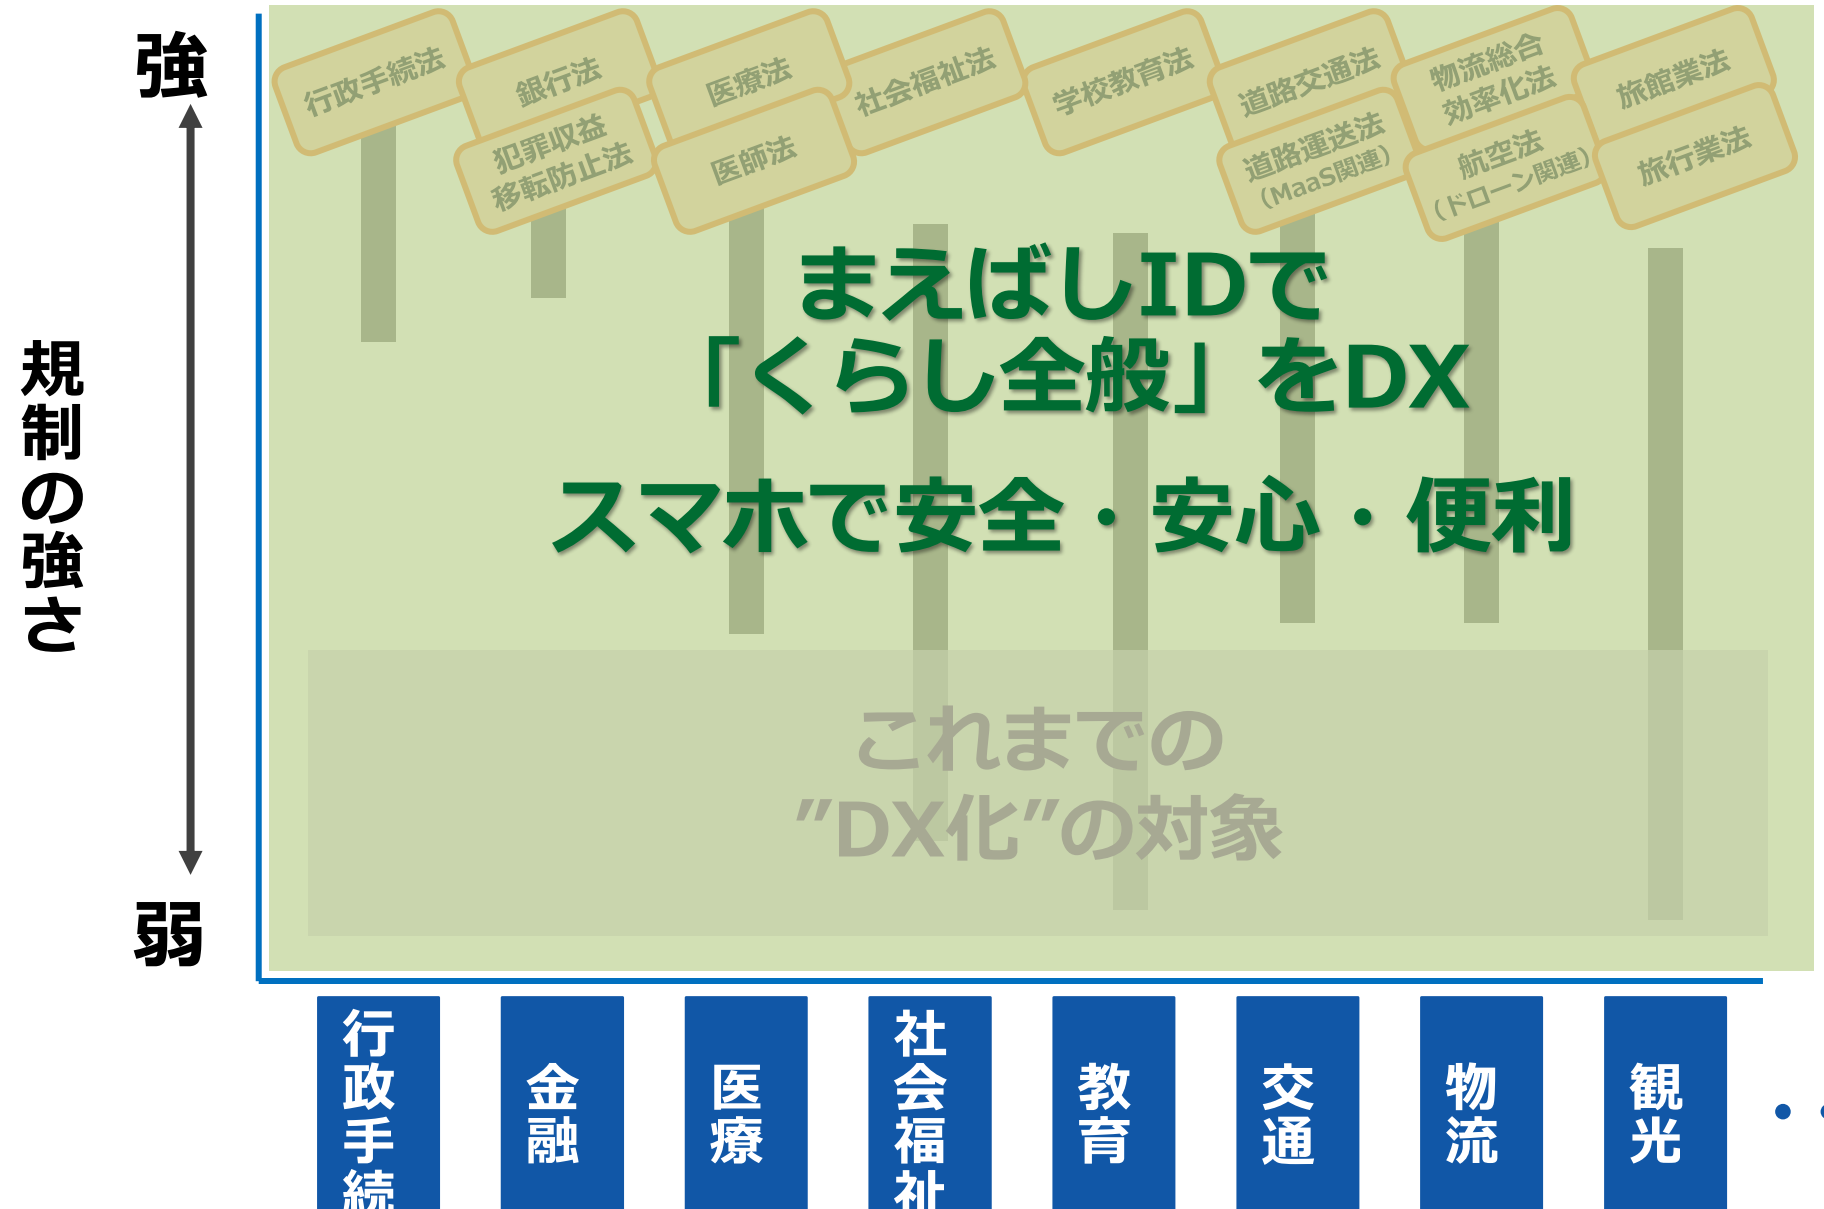 強
規制の強さ
弱
行政手続法
銀行法
犯罪収益
移転防止法
医療法
医師法
社会福祉法
学校教育法
道路交通法
道路運送法
（MaaS関連）
物流総合
効率化法
航空法
（ドローン関連）
旅館業法
旅行業法
まえばしIDで
「くらし全般」をDX
スマホで安全・安心・便利
これまでの
”DX化”の対象
行政手続
金融
医療
社会福祉
教育
交通
物流
観光
・・